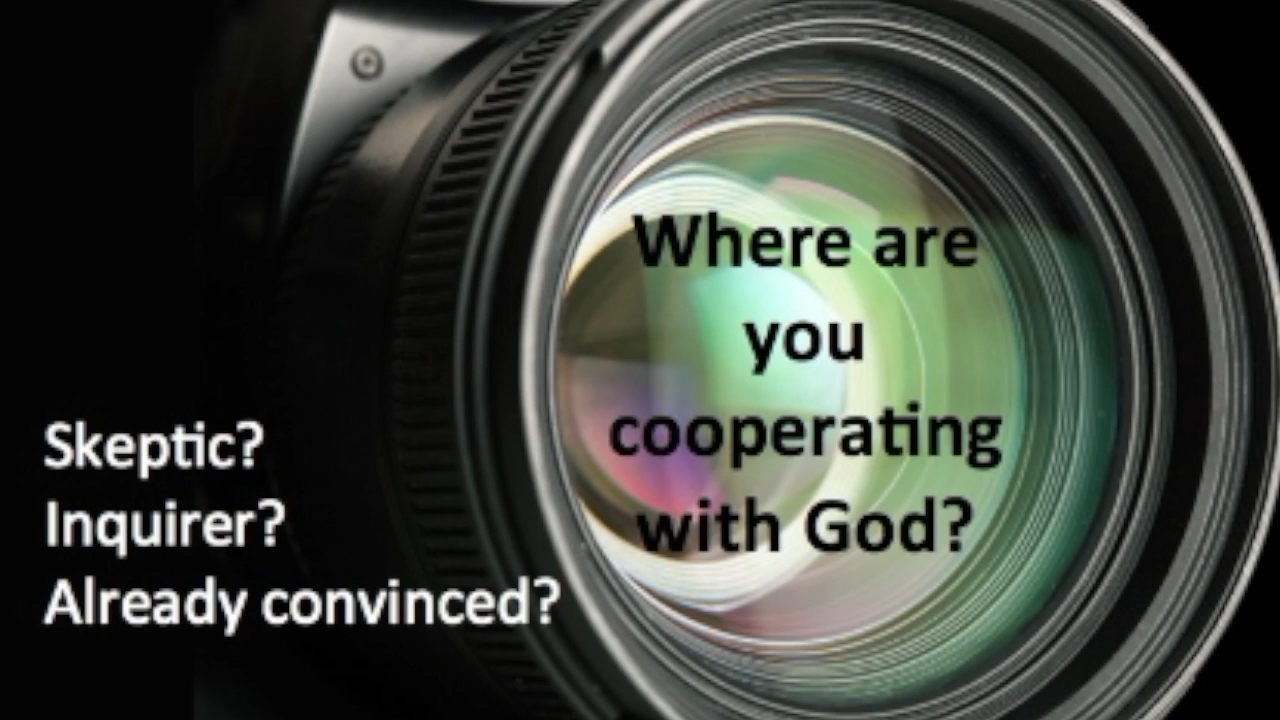 Where are
you
cooperating
with God?
Skeptic?
Inquirer?
Already convinced?